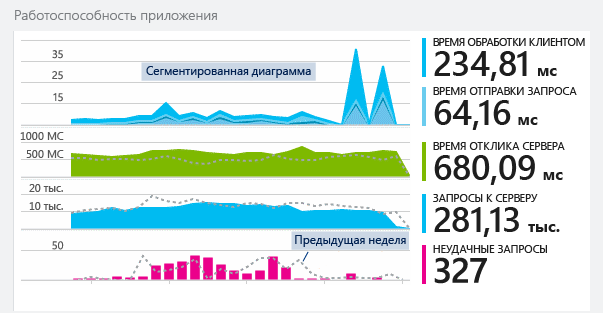 Работоспособность приложения
35
25
15
Сегментированная диаграмма
1000 МС
500 МС
20 тыс.
10 тыс.
50
Предыдущая неделя
ВРЕМЯ ОБРАБОТКИ КЛИЕНТОМ
234,81 мс
ВРЕМЯ ОТПРАВКИ ЗАПРОСА
64,16 мс
ВРЕМЯ ОТКЛИКА СЕРВЕРА
680,09 мс
ЗАПРОСЫ К СЕРВЕРУ
281,13 тыс.
НЕУДАЧНЫЕ ЗАПРОСЫ
327